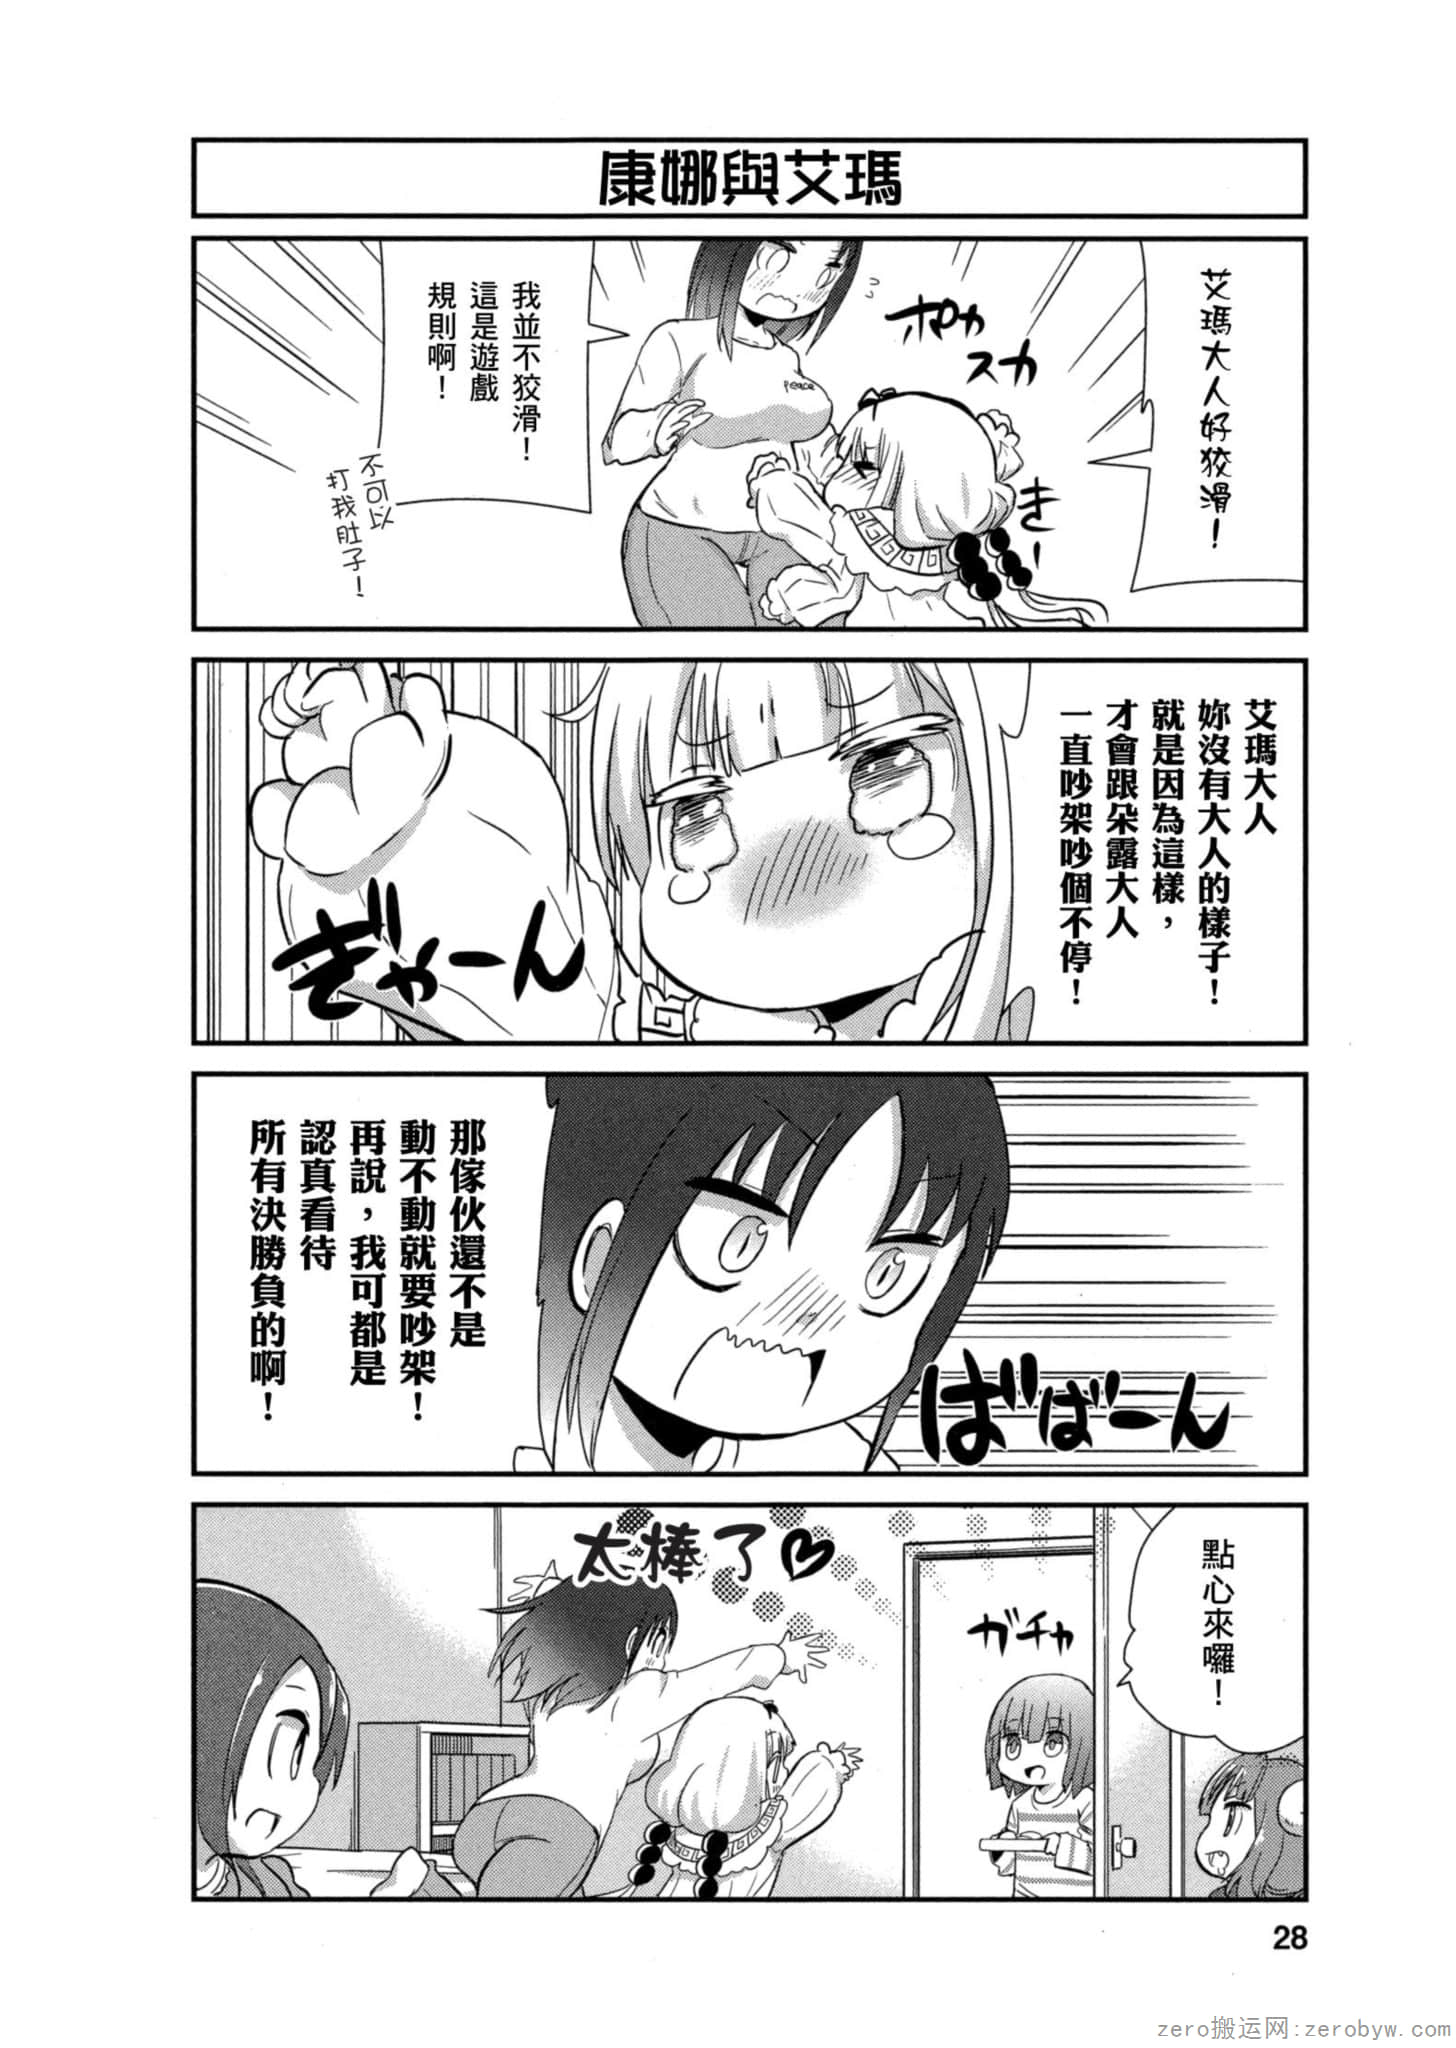 康娜與艾瑪
艾瑪大人好狡滑！
ポカ
スカ
きー
peace
我並不狡滑！
這是遊戲
規則啊！
不可以
打我肚子！
艾瑪大人
妳沒有大人的樣子！
就是因為這樣，
才會跟朵露大人
一直吵架吵個不停！
ぎゃーん
ばばーん
那傢伙還不是
動不動就要吵架！
再說，我可都是
認真看待
所有決勝負的啊！
點心來囉！
ガチャ
太棒了
28
zero搬运网:zerobyw.com